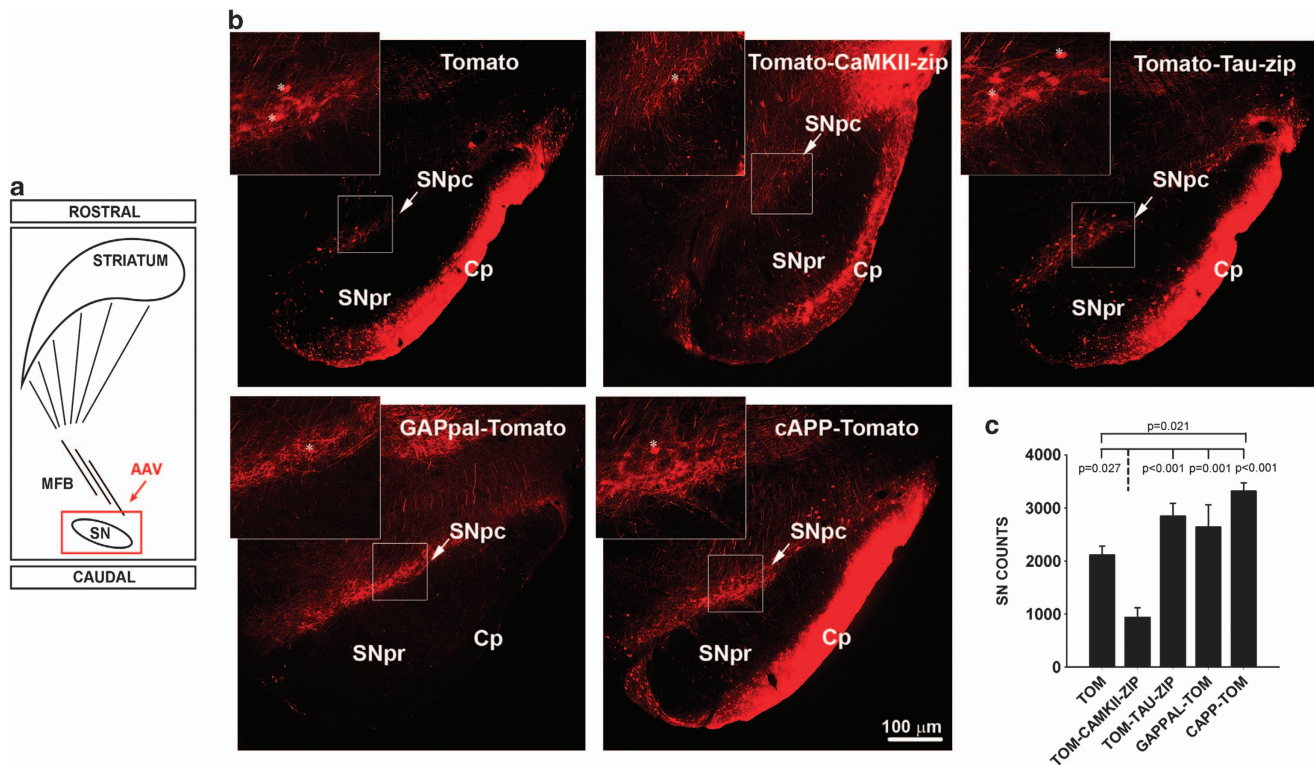 a
ROSTRAL
STRIATUM
MFB
AAV
SN
CAUDAL
b
Tomato
SNpc
SNpr
Cp
*
*
Tomato-CaMKII-zip
SNpc
SNpr
Cp
*
Tomato-Tau-zip
SNpc
SNpr
Cp
*
*
GAPpal-Tomato
SNpc
SNpr
Cp
*
cAPP-Tomato
SNpc
SNpr
Cp
*
100 μm
c
p=0.021
p=0.027 p<0.001 p=0.001 p<0.001
SN COUNTS
4000
3000
2000
1000
0
TOM
TOM-CAMKII-ZIP
TOM-TAU-ZIP
GAPPAL-TOM
CAPP-TOM